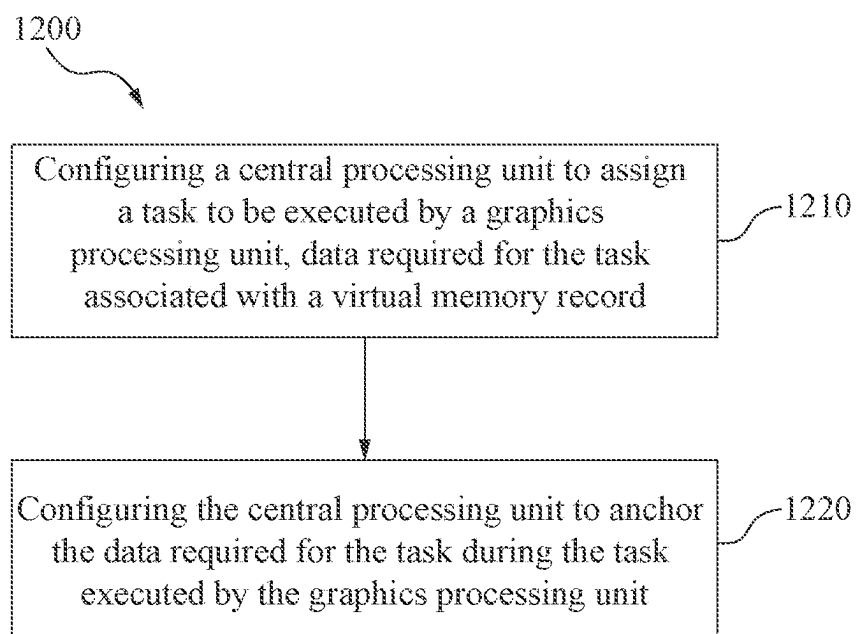 1200
Configuring a central processing unit to assign
a task to be executed by a graphics
processing unit, data required for the task
associated with a virtual memory record
1210
Configuring the central processing unit to anchor
the data required for the task during the task
executed by the graphics processing unit
1220